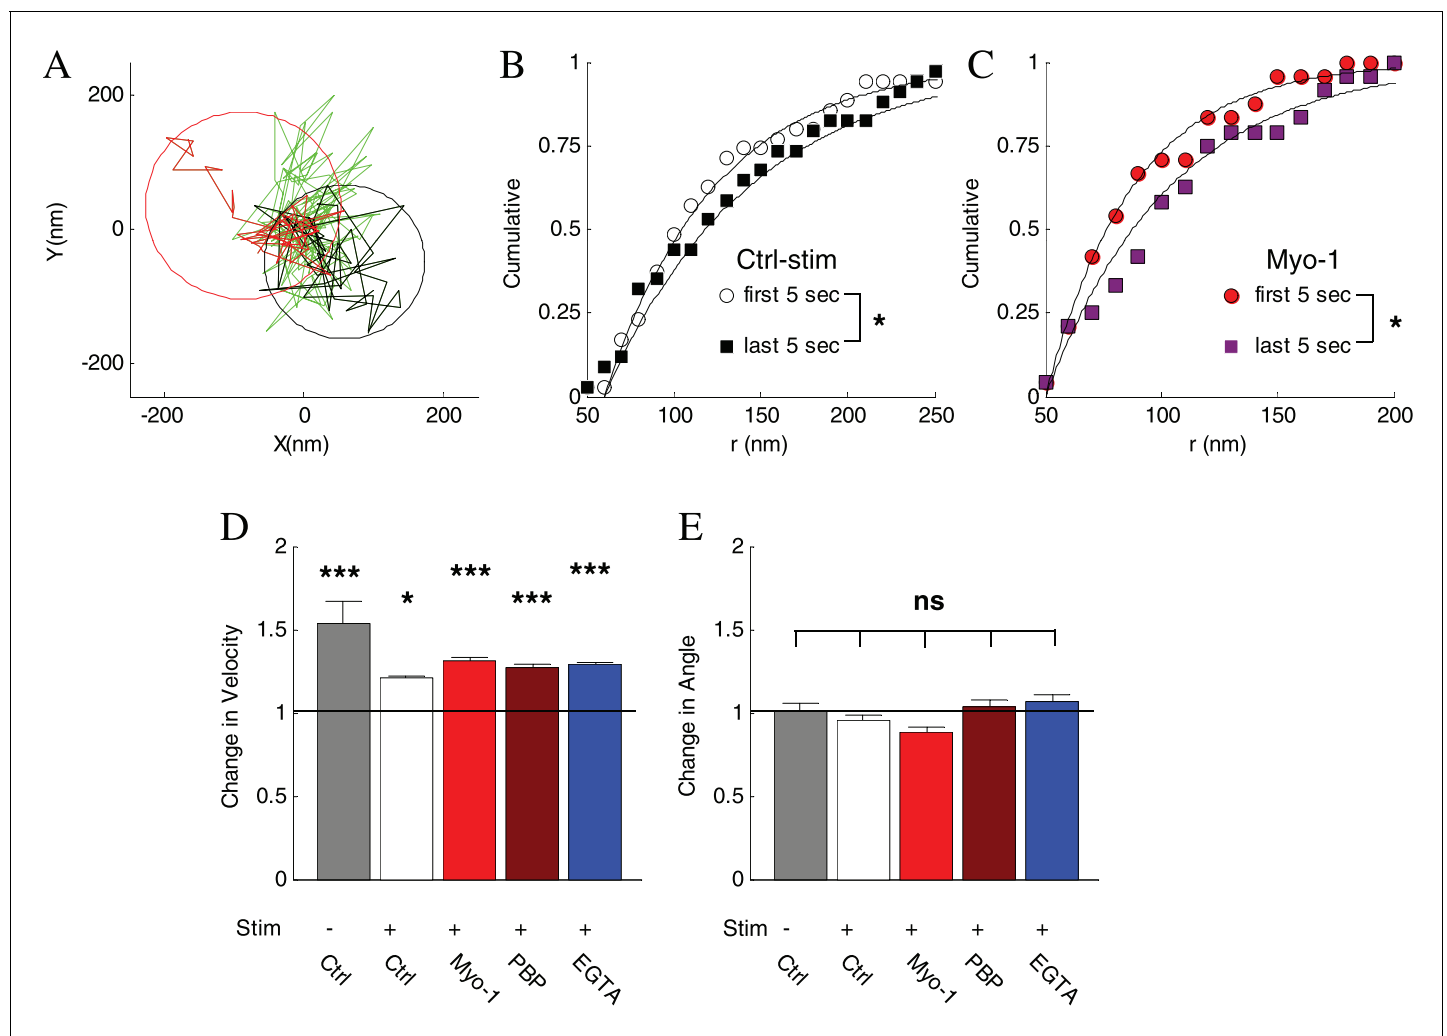 A
Y(nm)
200
0
-200
-200
0
200
X(nm)
B
Cumulative
1
0.75
0.5
0.25
0
50
100
150
200
250
r (nm)
Ctrl-stim
first 5 sec
*
last 5 sec
C
Cumulative
1
0.75
0.5
0.25
0
50
100
150
200
r (nm)
Myo-1
first 5 sec
*
last 5 sec
D
Change in Velocity
2
1.5
1
0.5
0
*** * *** *** ***
Stim - + + + +
Ctrl Ctrl Myo-1 PBP EGTA
E
Change in Angle
2
1.5
1
0.5
0
ns
Stim - + + + +
Ctrl Ctrl Myo-1 PBP EGTA